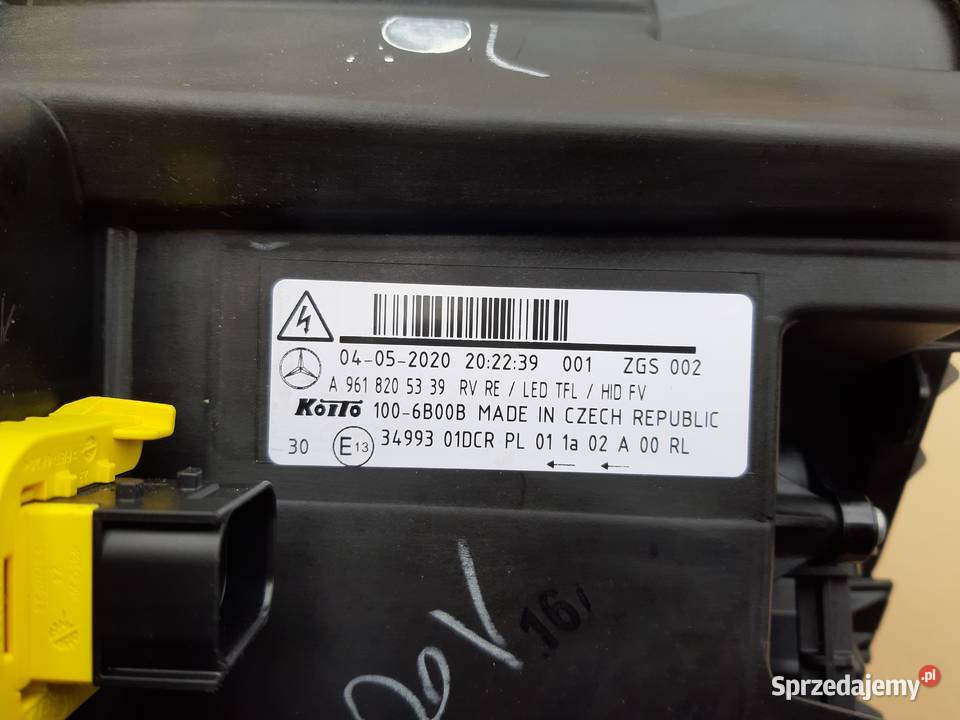 04-05-2020 20:22:39 001 ZGS 002
A 961 820 53 39 RV RE / LED TFL / HID FV
KOITO 100-6B00B MADE IN CZECH REPUBLIC
30 E13 34993 01DCR PL 01 1a 02 A 00 RL
OOV
16
Sprzedajemy.pl